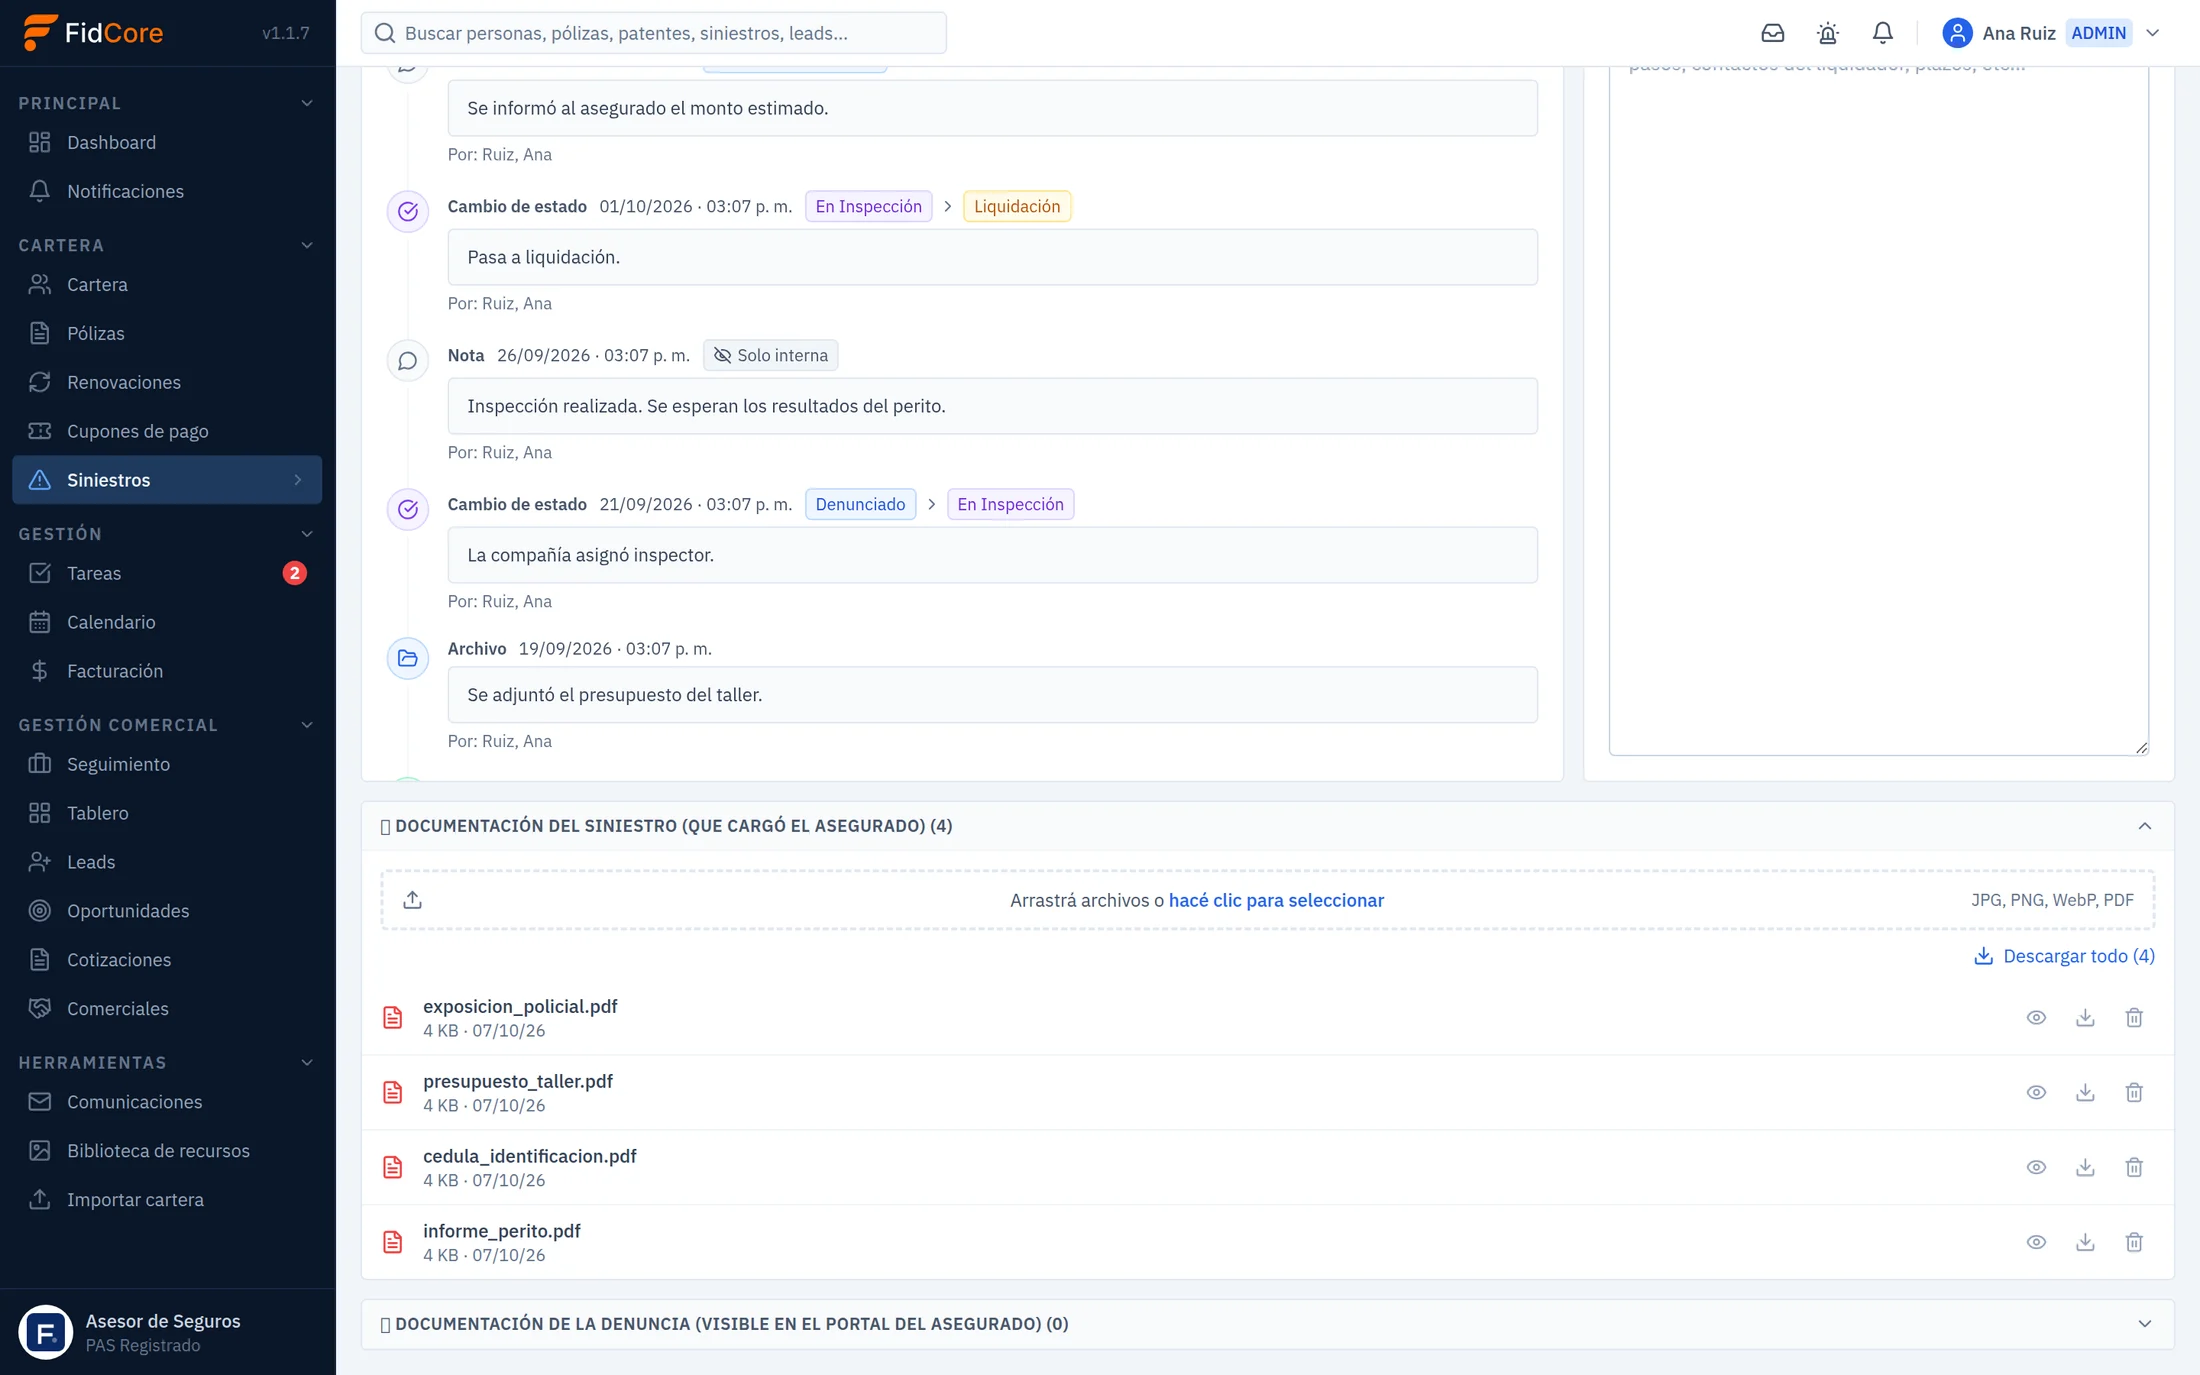 FidCore
v1.1.7
Buscar personas, pólizas, patentes, siniestros, leads...
Ana Ruiz ADMIN
PRINCIPAL
Dashboard
Notificaciones
CARTERA
Cartera
Pólizas
Renovaciones
Cupones de pago
Siniestros
GESTIÓN
Tareas 2
Calendario
Facturación
GESTIÓN COMERCIAL
Seguimiento
Tablero
Leads
Oportunidades
Cotizaciones
Comerciales
HERRAMIENTAS
Comunicaciones
Biblioteca de recursos
Importar cartera
F.
Asesor de Seguros
PAS Registrado
Se informó al asegurado el monto estimado.
Por: Ruiz, Ana
Cambio de estado 01/10/2026 · 03:07 p. m. En Inspección > Liquidación
Pasa a liquidación.
Por: Ruiz, Ana
Nota 26/09/2026 · 03:07 p. m. Solo interna
Inspección realizada. Se esperan los resultados del perito.
Por: Ruiz, Ana
Cambio de estado 21/09/2026 · 03:07 p. m. Denunciado > En Inspección
La compañía asignó inspector.
Por: Ruiz, Ana
Archivo 19/09/2026 · 03:07 p. m.
Se adjuntó el presupuesto del taller.
Por: Ruiz, Ana
pasos, contactos del liquidador, plazos, etc...
DOCUMENTACIÓN DEL SINIESTRO (QUE CARGÓ EL ASEGURADO) (4)
Arrastrá archivos o hacé clic para seleccionar
JPG, PNG, WebP, PDF
Descargar todo (4)
exposicion_policial.pdf
4 KB · 07/10/26
presupuesto_taller.pdf
4 KB · 07/10/26
cedula_identificacion.pdf
4 KB · 07/10/26
informe_perito.pdf
4 KB · 07/10/26
DOCUMENTACIÓN DE LA DENUNCIA (VISIBLE EN EL PORTAL DEL ASEGURADO) (0)